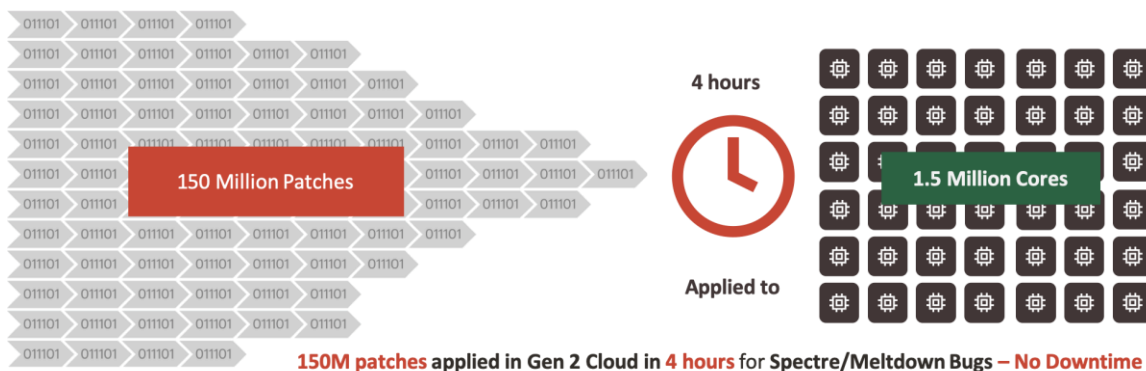 011101 011101 011101 011101
011101 011101 011101 011101 011101 011101
011101 011101 011101 011101 011101 011101 011101
011101 011101 011101 011101 011101 011101 011101 011101
011101 011101 011101 011101 011101 011101 011101 011101 011101 011101
011101 011101 011101 011101 011101 011101
011101 011101 011101 011101 011101
011101 011101 011101 011101 011101 011101 011101 011101
011101 011101 011101 011101 011101 011101 011101
011101 011101 011101 011101 011101 011101
011101 011101 011101 011101 011101 011101
011101 011101 011101 011101
150 Million Patches
4 hours
Applied to
1.5 Million Cores
150M patches applied in Gen 2 Cloud in 4 hours for Spectre/Meltdown Bugs – No Downtime